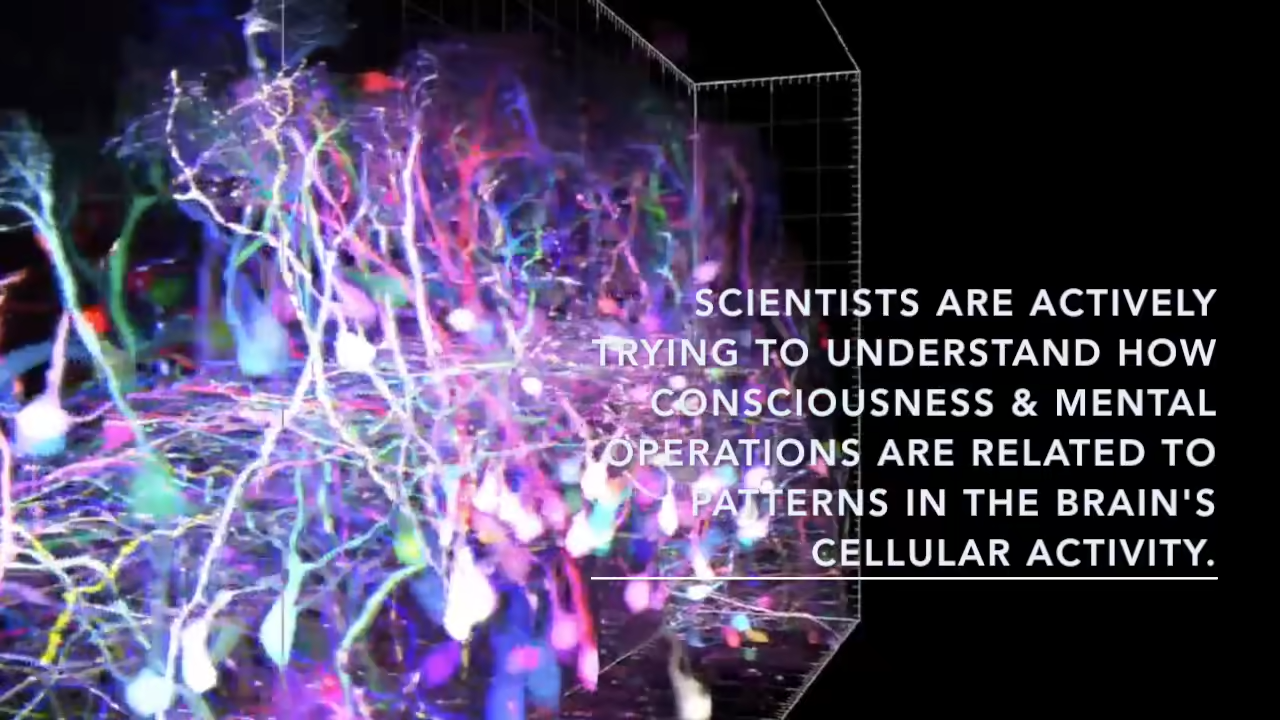 SCIENTISTS ARE ACTIVELY
TRYING TO UNDERSTAND HOW
CONSCIOUSNESS & MENTAL
OPERATIONS ARE RELATED TO
PATTERNS IN THE BRAIN'S
CELLULAR ACTIVITY.